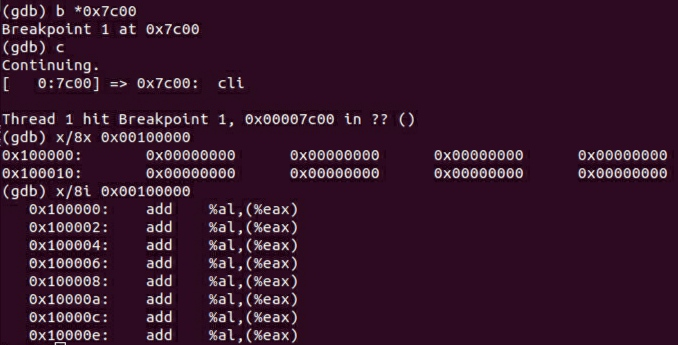 (gdb) b *0x7c00
Breakpoint 1 at 0x7c00
(gdb) c
Continuing.
[   0:7c00] => 0x7c00:  cli

Thread 1 hit Breakpoint 1, 0x00007c00 in ?? ()
(gdb) x/8x 0x00100000
0x100000:       0x00000000      0x00000000      0x00000000      0x00000000
0x100010:       0x00000000      0x00000000      0x00000000      0x00000000
(gdb) x/8i 0x00100000
   0x100000:    add    %al,(%eax)
   0x100002:    add    %al,(%eax)
   0x100004:    add    %al,(%eax)
   0x100006:    add    %al,(%eax)
   0x100008:    add    %al,(%eax)
   0x10000a:    add    %al,(%eax)
   0x10000c:    add    %al,(%eax)
   0x10000e:    add    %al,(%eax)